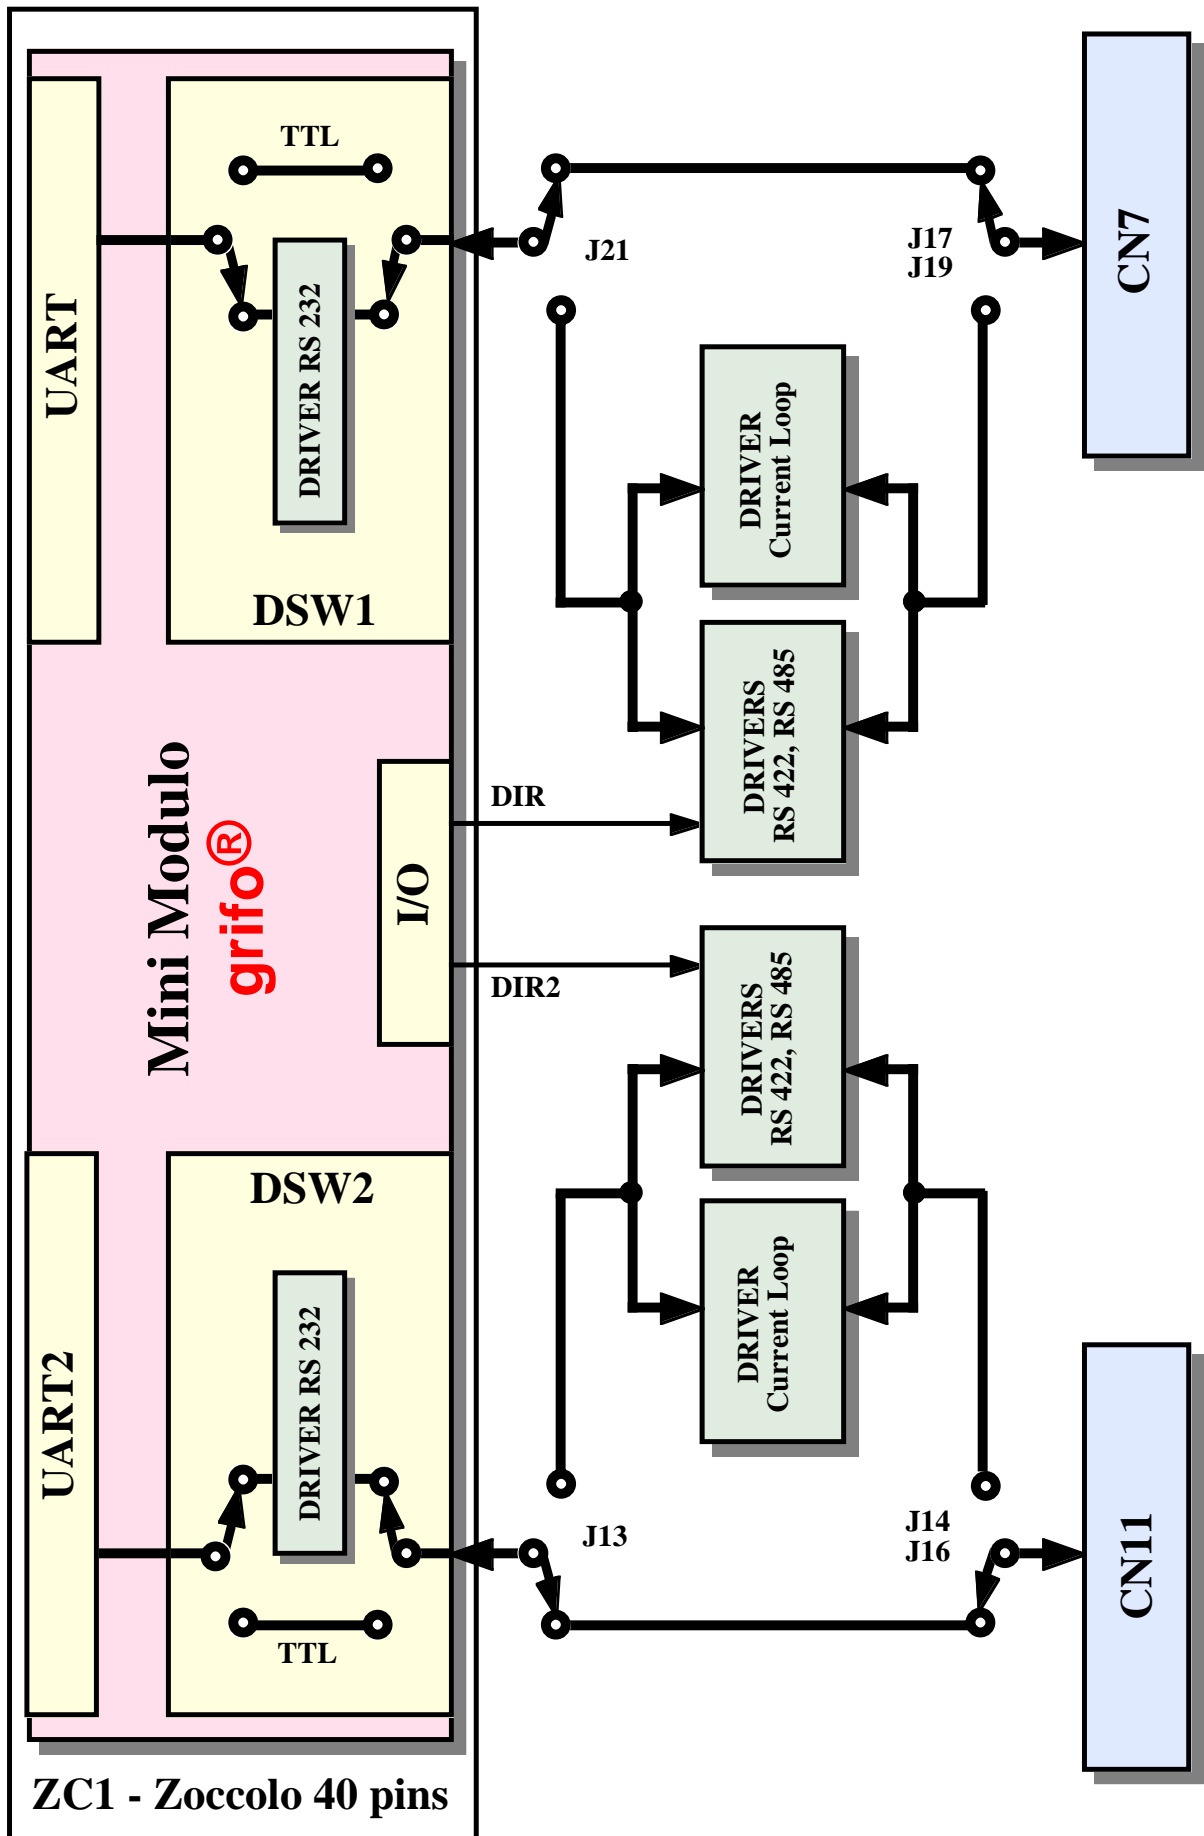 TTL
UART
DRIVER RS 232
DSW1
J21
J17
J19
CN7
DRIVER
Current Loop
DRIVERS
RS 422, RS 485
Mini Modulo
grifo®
I/O
DIR
DIR2
DRIVERS
RS 422, RS 485
DSW2
DRIVER
Current Loop
UART2
DRIVER RS 232
J13
J14
J16
CN11
TTL
ZC1 - Zoccolo 40 pins